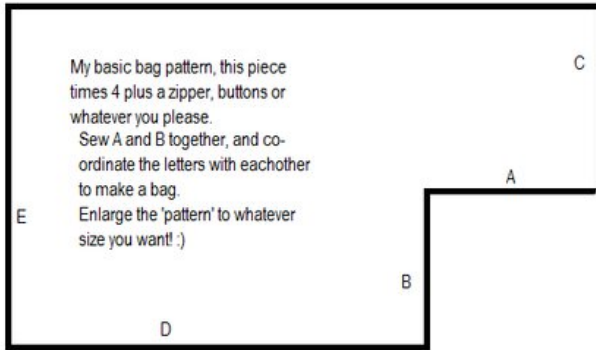 My basic bag pattern, this piece
times 4 plus a zipper, buttons or
whatever you please.
Sew A and B together, and co-
ordinate the letters with eachother
to make a bag.
Enlarge the 'pattern' to whatever
size you want! :)
C
A
E
B
D